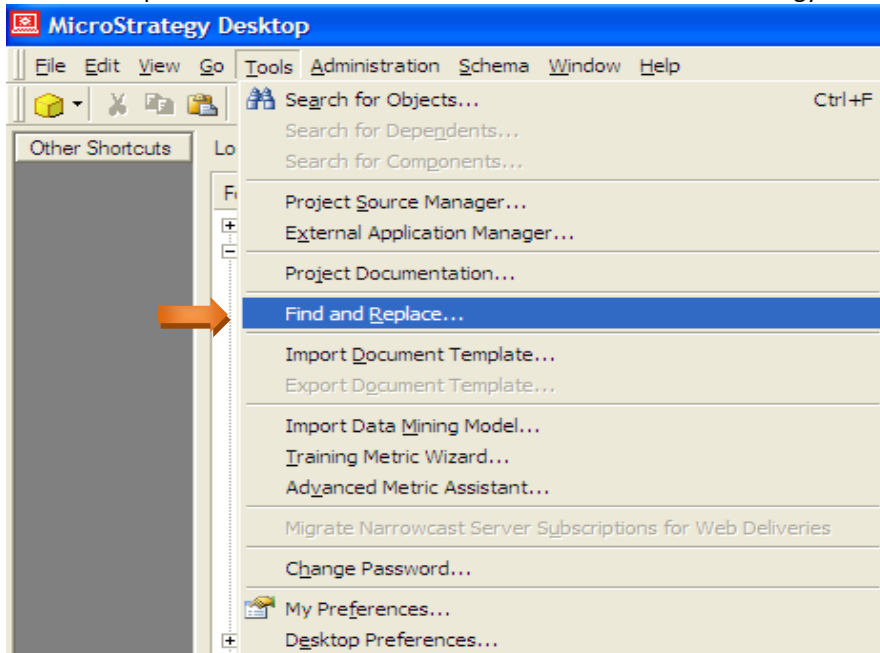 MicroStrategy Desktop
File Edit View Go Tools Administration Schema Window Help
Search for Objects... Ctrl+F
Search for Dependents...
Other Shortcuts Lo
Search for Components...
Project Source Manager...
External Application Manager...
Project Documentation...
Find and Replace...
Import Document Template...
Export Document Template...
Import Data Mining Model...
Training Metric Wizard...
Advanced Metric Assistant...
Migrate Narrowcast Server Subscriptions for Web Deliveries
Change Password...
My Preferences...
Desktop Preferences...